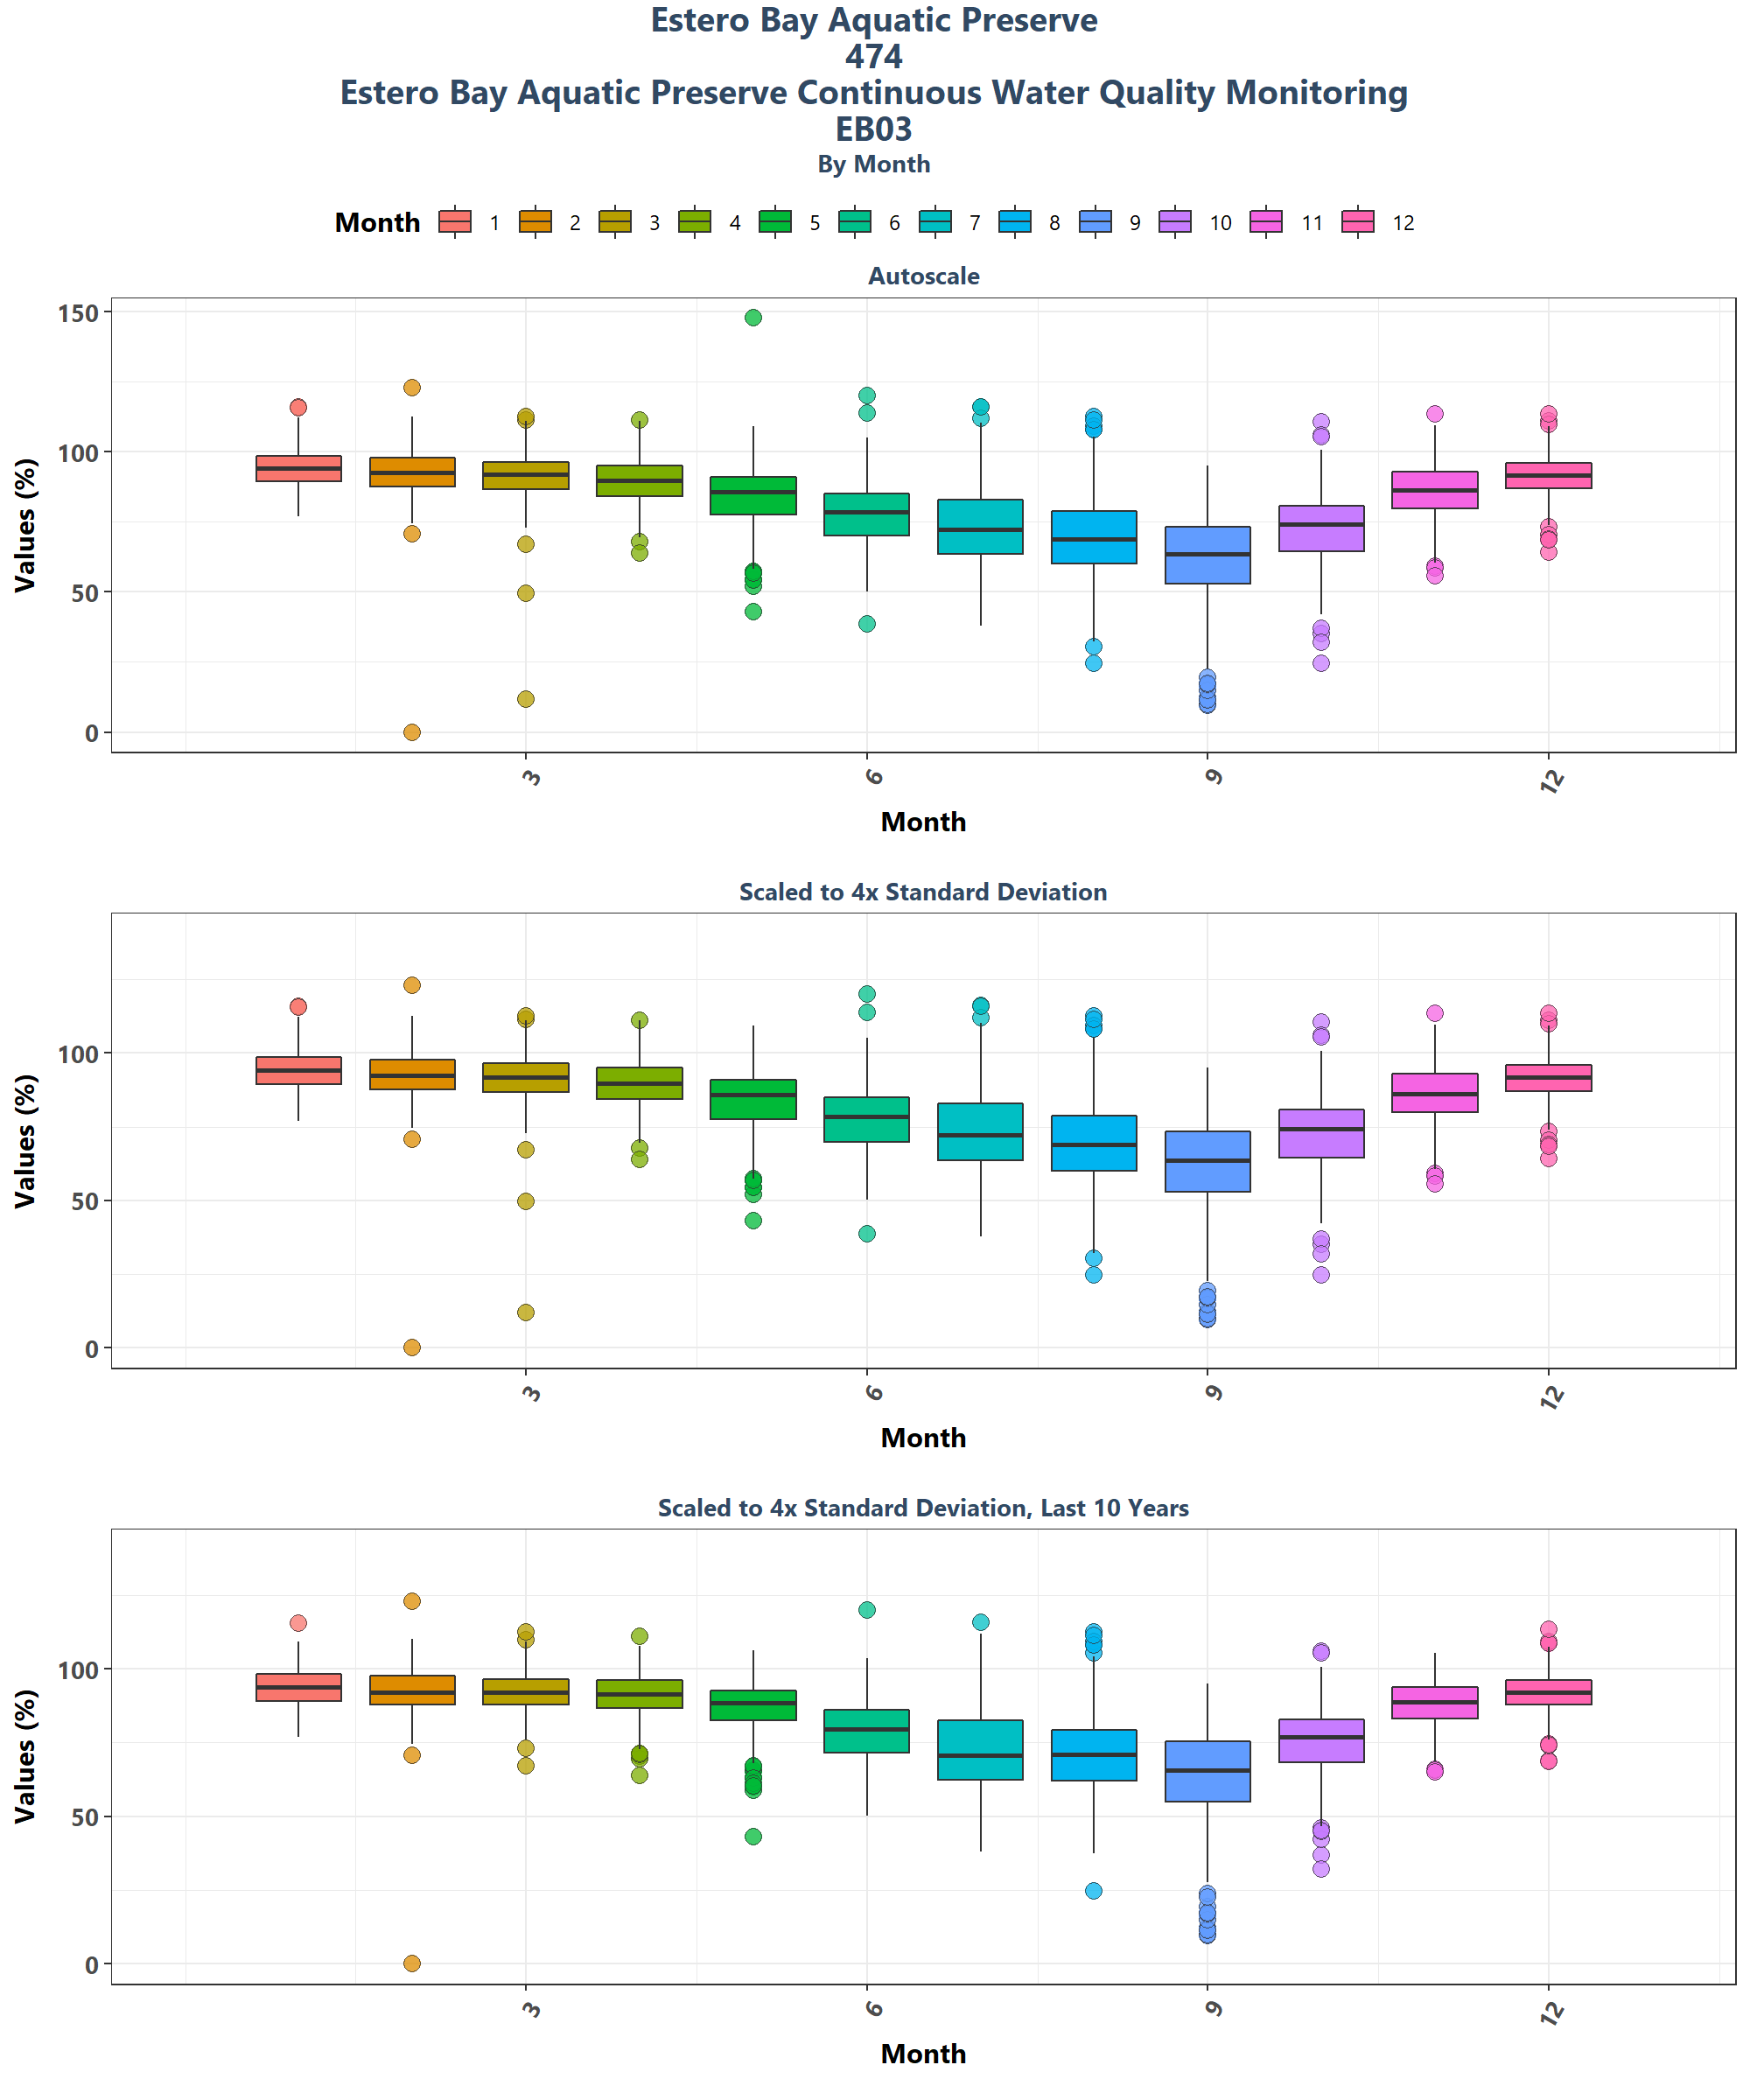 Estero Bay Aquatic Preserve
474
Estero Bay Aquatic Preserve Continuous Water Quality Monitoring
EB03
By Month
Month 1 2 3 4 5 6 7 8 9 10 11 12
Autoscale
Values (%)
150
100
50
0
3 6 9 12
Month
Scaled to 4x Standard Deviation
Values (%)
100
50
0
3 6 9 12
Month
Scaled to 4x Standard Deviation, Last 10 Years
Values (%)
100
50
0
3 6 9 12
Month